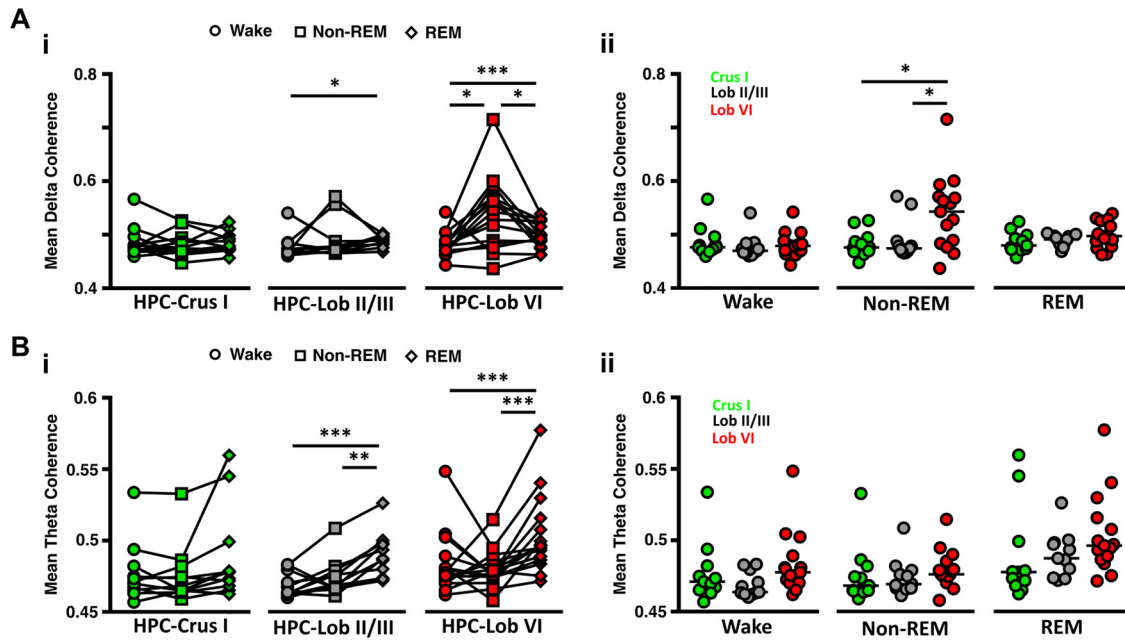 A
i
Wake Non-REM REM
ii
Mean Delta Coherence
0.8
0.6
0.4
*
***
* *
HPC-Crus I HPC-Lob II/III HPC-Lob VI
Mean Delta Coherence
0.8
0.6
0.4
Crus I
Lob II/III
Lob VI
*
*
Wake Non-REM REM
B
i
Wake Non-REM REM
ii
Mean Theta Coherence
0.6
0.55
0.5
0.45
***
**
***
***
HPC-Crus I HPC-Lob II/III HPC-Lob VI
Mean Theta Coherence
0.6
0.55
0.5
0.45
Crus I
Lob II/III
Lob VI
Wake Non-REM REM